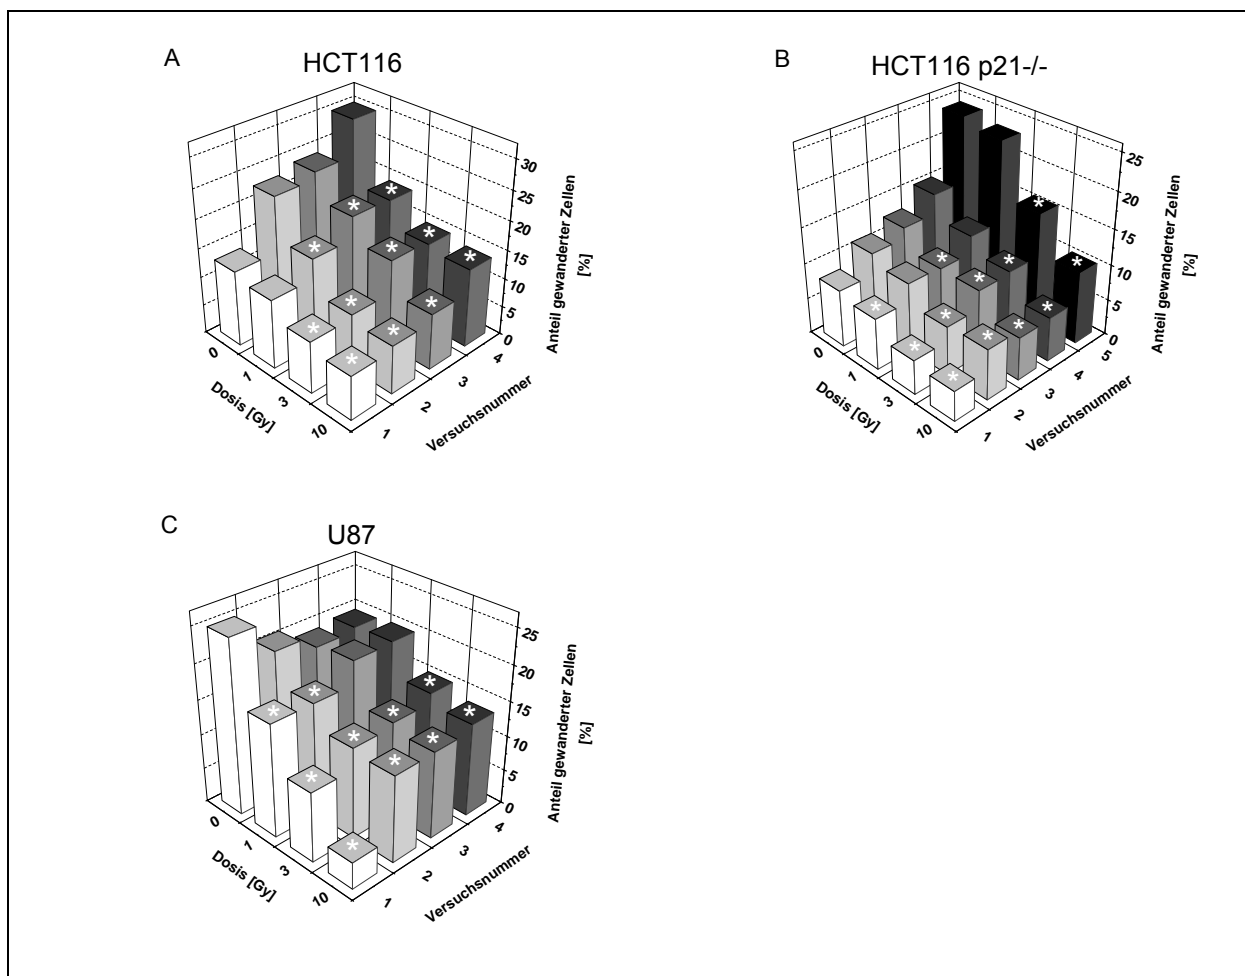 A
HCT116
30
25
20
15
10
5
0
Anteil gewanderter Zellen
[%]
0
1
3
10
Dosis [Gy]
1
2
3
4
Versuchsnummer
* * * * * * * * *
B
HCT116 p21-/-
25
20
15
10
5
0
Anteil gewanderter Zellen
[%]
0
1
3
10
Dosis [Gy]
1
2
3
4
5
Versuchsnummer
* * * * * * * * * * * *
C
U87
25
20
15
10
5
0
Anteil gewanderter Zellen
[%]
0
1
3
10
Dosis [Gy]
1
2
3
4
Versuchsnummer
* * * * * * * * * *